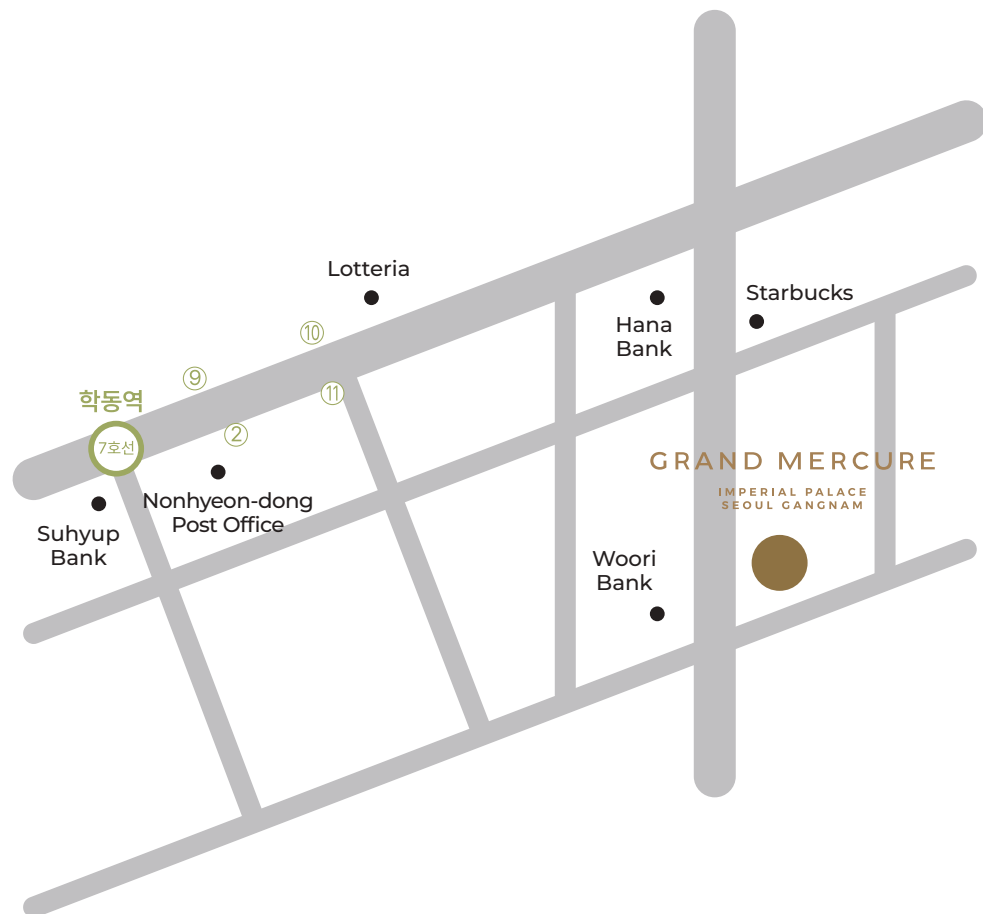 Lotteria
Starbucks
Hana
Bank
⑩
⑨
⑪
학동역
②
7호선
GRAND MERCURE
IMPERIAL PALACE
SEOUL GANGNAM
Nonhyeon-dong
Post Office
Suhyup
Bank
Woori
Bank